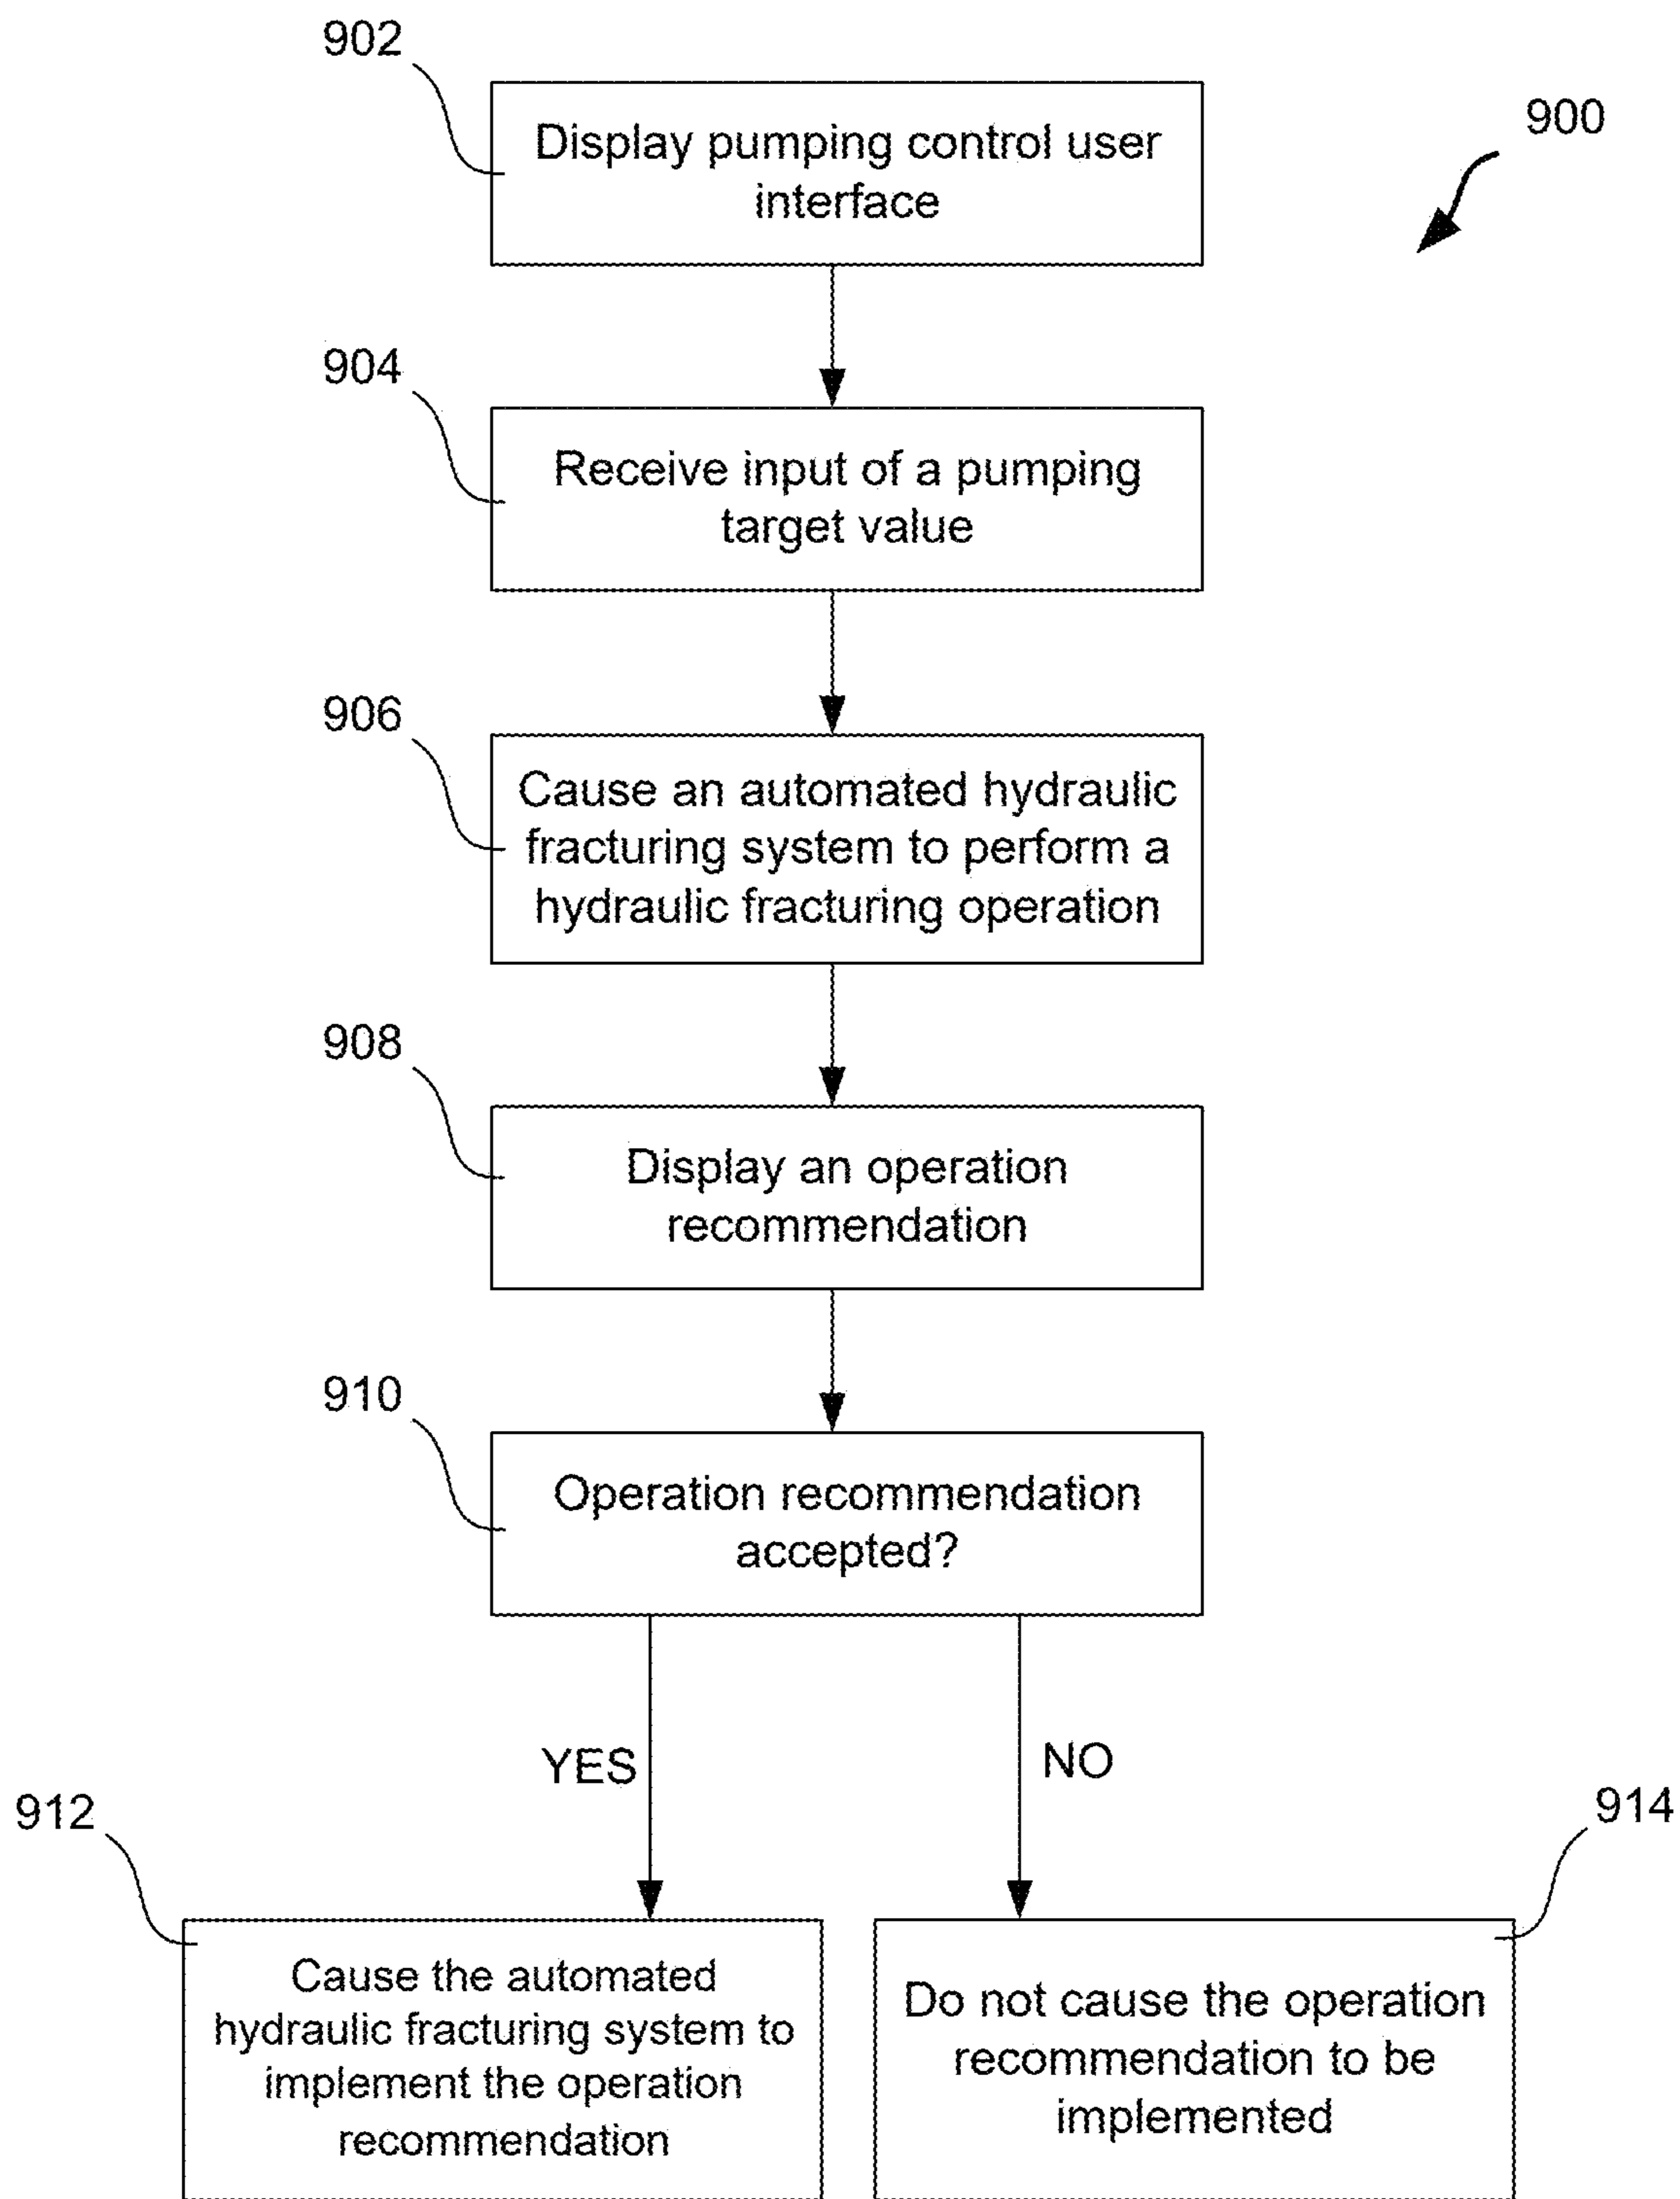 902
Display pumping control user
interface
900
904
Receive input of a pumping
target value
906
Cause an automated hydraulic
fracturing system to perform a
hydraulic fracturing operation
908
Display an operation
recommendation
910
Operation recommendation
accepted?
YES
NO
912
Cause the automated
hydraulic fracturing system to
implement the operation
recommendation
914
Do not cause the operation
recommendation to be
implemented